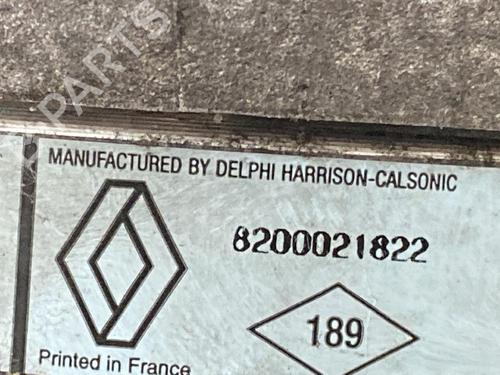 PARTS
MANUFACTURED BY DELPHI HARRISON-CALSONIC
8200021822
189
Printed in France